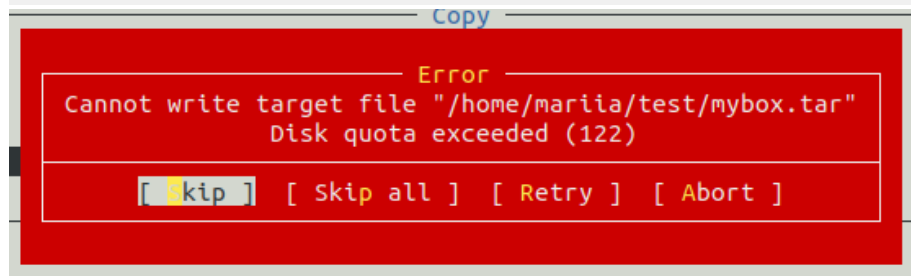 Copy
Error
Cannot write target file "/home/mariia/test/mybox.tar"
Disk quota exceeded (122)
[ Skip ] [ Skip all ] [ Retry ] [ Abort ]